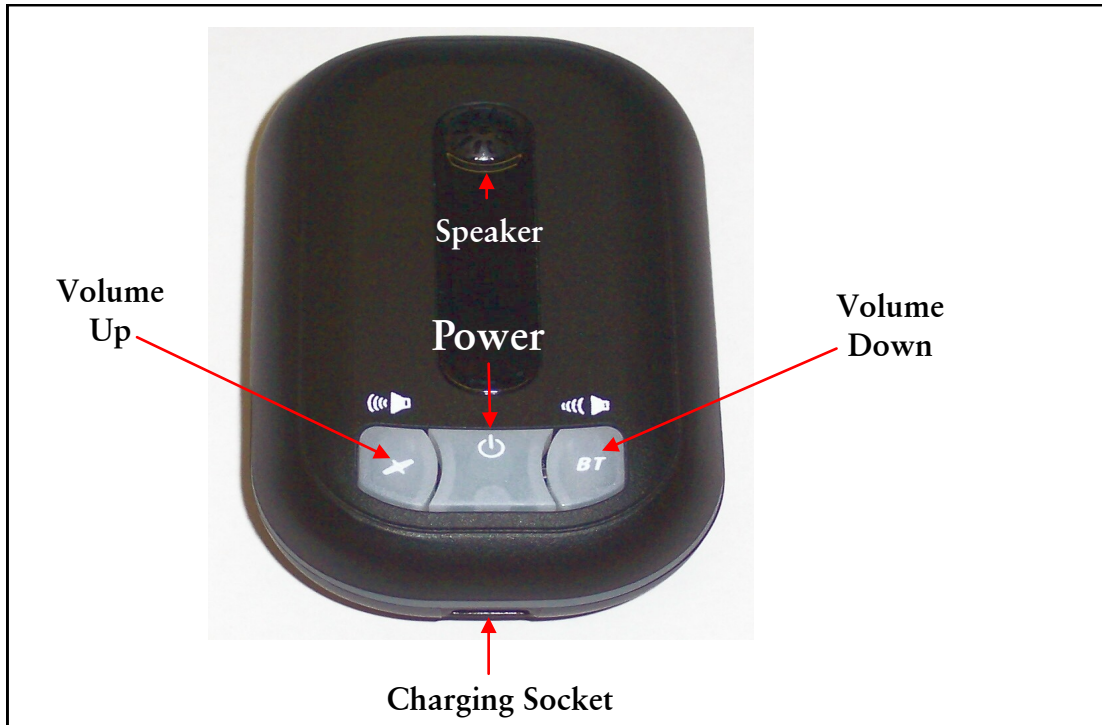 Speaker
Volume
Up
Power
Volume
Down
BT
Charging Socket